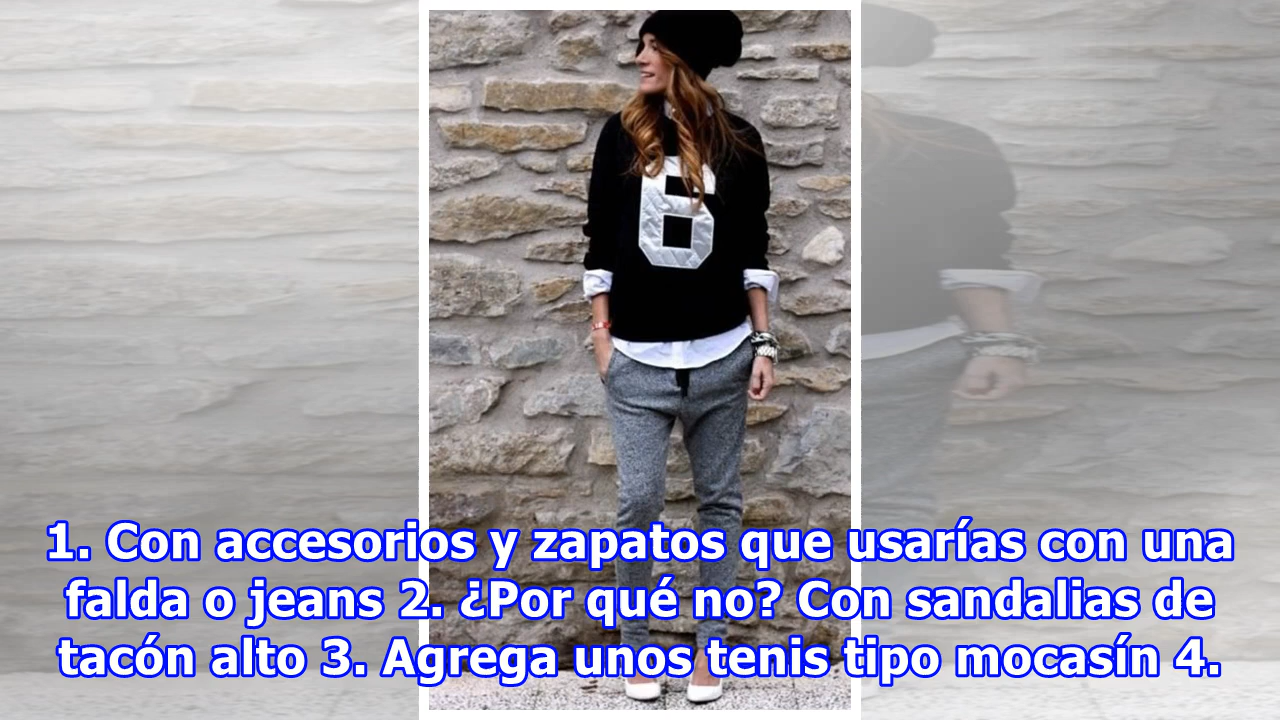 6
1. Con accesorios y zapatos que usarías con una
falda o jeans 2. ¿Por qué no? Con sandalias de
tacón alto 3. Agrega unos tenis tipo mocasín 4.